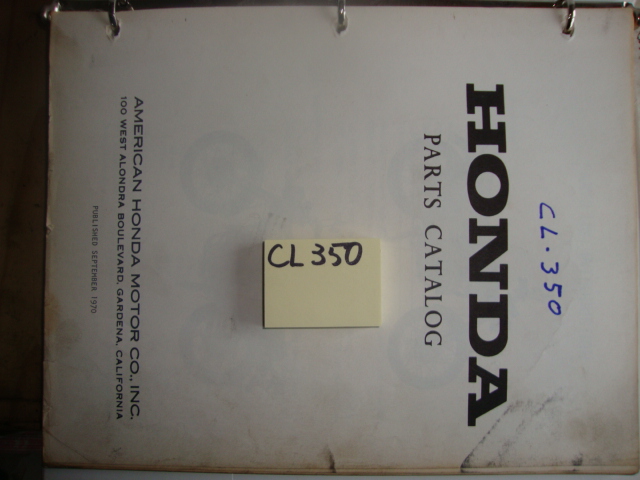 CL.350
HONDA
PARTS CATALOG
CL 350
AMERICAN HONDA MOTOR CO., INC.
100 WEST ALONDRA BOULEVARD, GARDENA, CALIFORNIA
PUBLISHED SEPTEMBER 1970